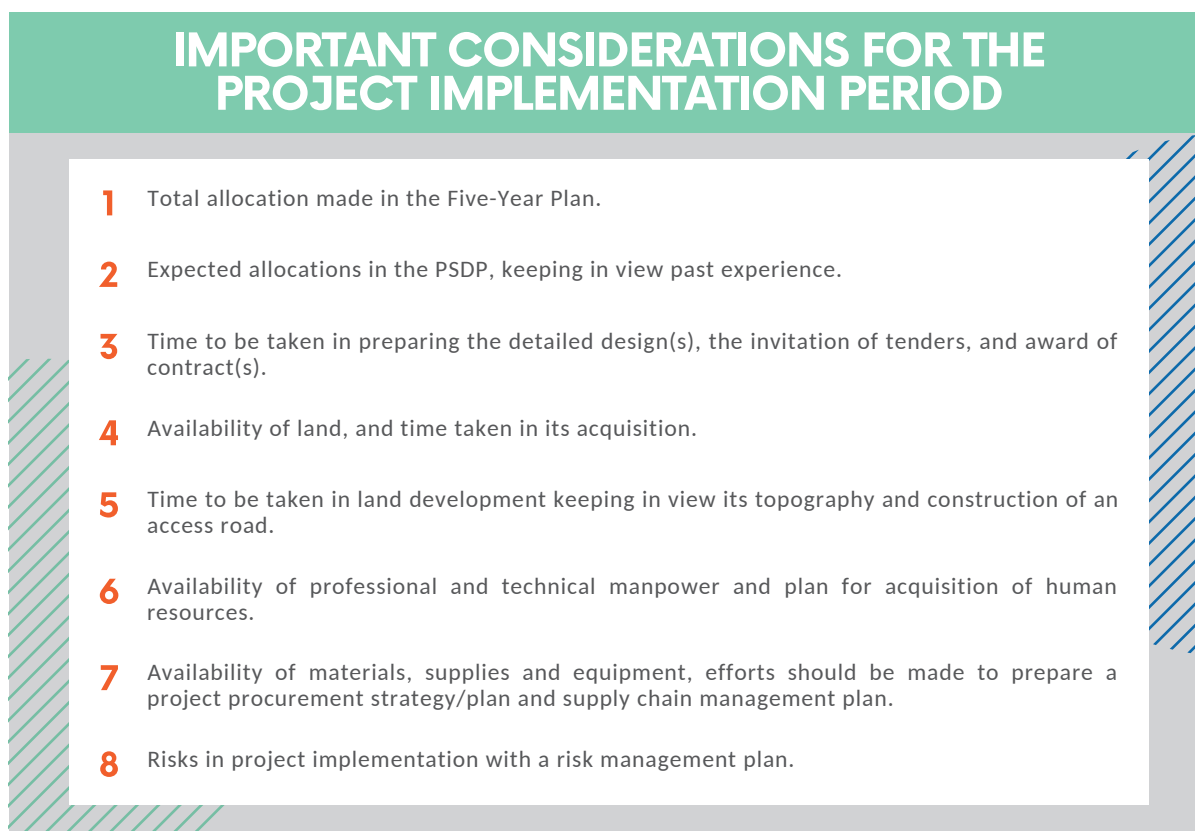 IMPORTANT CONSIDERATIONS FOR THE
PROJECT IMPLEMENTATION PERIOD
1 Total allocation made in the Five-Year Plan.
2 Expected allocations in the PSDP, keeping in view past experience.
3 Time to be taken in preparing the detailed design(s), the invitation of tenders, and award of
contract(s).
4 Availability of land, and time taken in its acquisition.
5 Time to be taken in land development keeping in view its topography and construction of an
access road.
6 Availability of professional and technical manpower and plan for acquisition of human
resources.
7 Availability of materials, supplies and equipment, efforts should be made to prepare a
project procurement strategy/plan and supply chain management plan.
8 Risks in project implementation with a risk management plan.